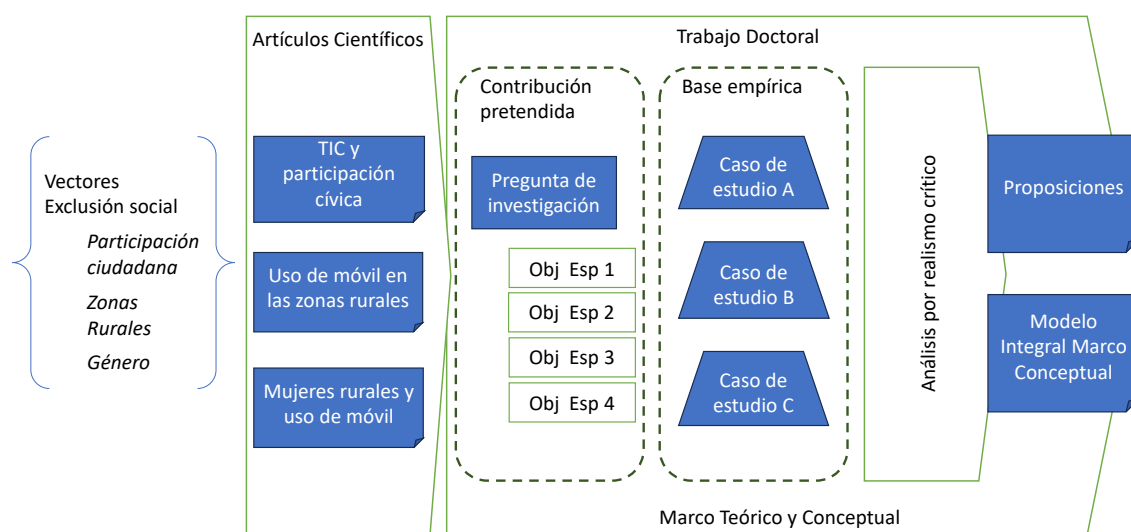 Vectores
Exclusión social
Participación
ciudadana
Zonas
Rurales
Género
Artículos Científicos
TIC y
participación
cívica
Uso de móvil en
las zonas rurales
Mujeres rurales y
uso de móvil
Trabajo Doctoral
Contribución
pretendida
Pregunta de
investigación
Obj Esp 1
Obj Esp 2
Obj Esp 3
Obj Esp 4
Base empírica
Caso de
estudio A
Caso de
estudio B
Caso de
estudio C
Análisis por realismo crítico
Proposiciones
Modelo
Integral Marco
Conceptual
Marco Teórico y Conceptual